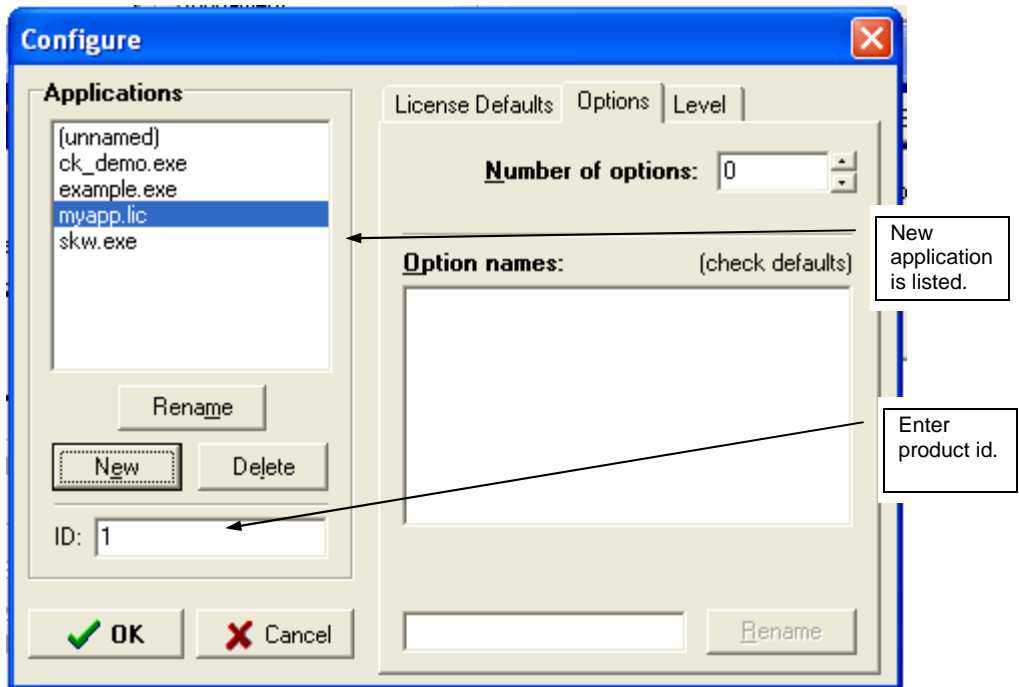 Configure
Applications
(unnamed)
ck_demo.exe
example.exe
myapp.lic
skw.exe
Rename
New
Delete
ID: 1
OK
Cancel
License Defaults
Options
Level
Number of options: 0
Option names:
(check defaults)
Rename
New
application
is listed.
Enter
product id.